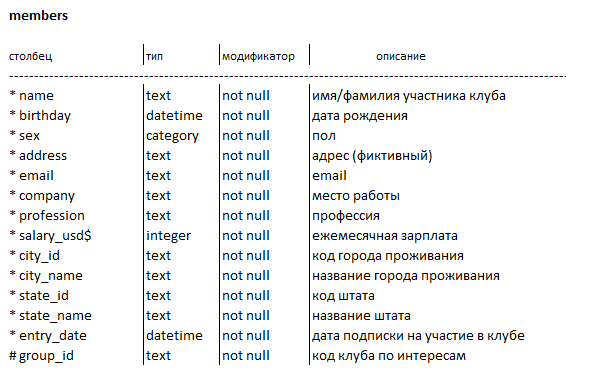 members
столбец тип модификатор описание
* name text not null имя/фамилия участника клуба
* birthday datetime not null дата рождения
* sex category not null пол
* address text not null адрес (фиктивный)
* email text not null email
* company text not null место работы
* profession text not null профессия
* salary_usd$ integer not null ежемесячная зарплата
* city_id text not null код города проживания
* city_name text not null название города проживания
* state_id text not null код штата
* state_name text not null название штата
* entry_date datetime not null дата подписки на участие в клубе
# group_id text not null код клуба по интересам